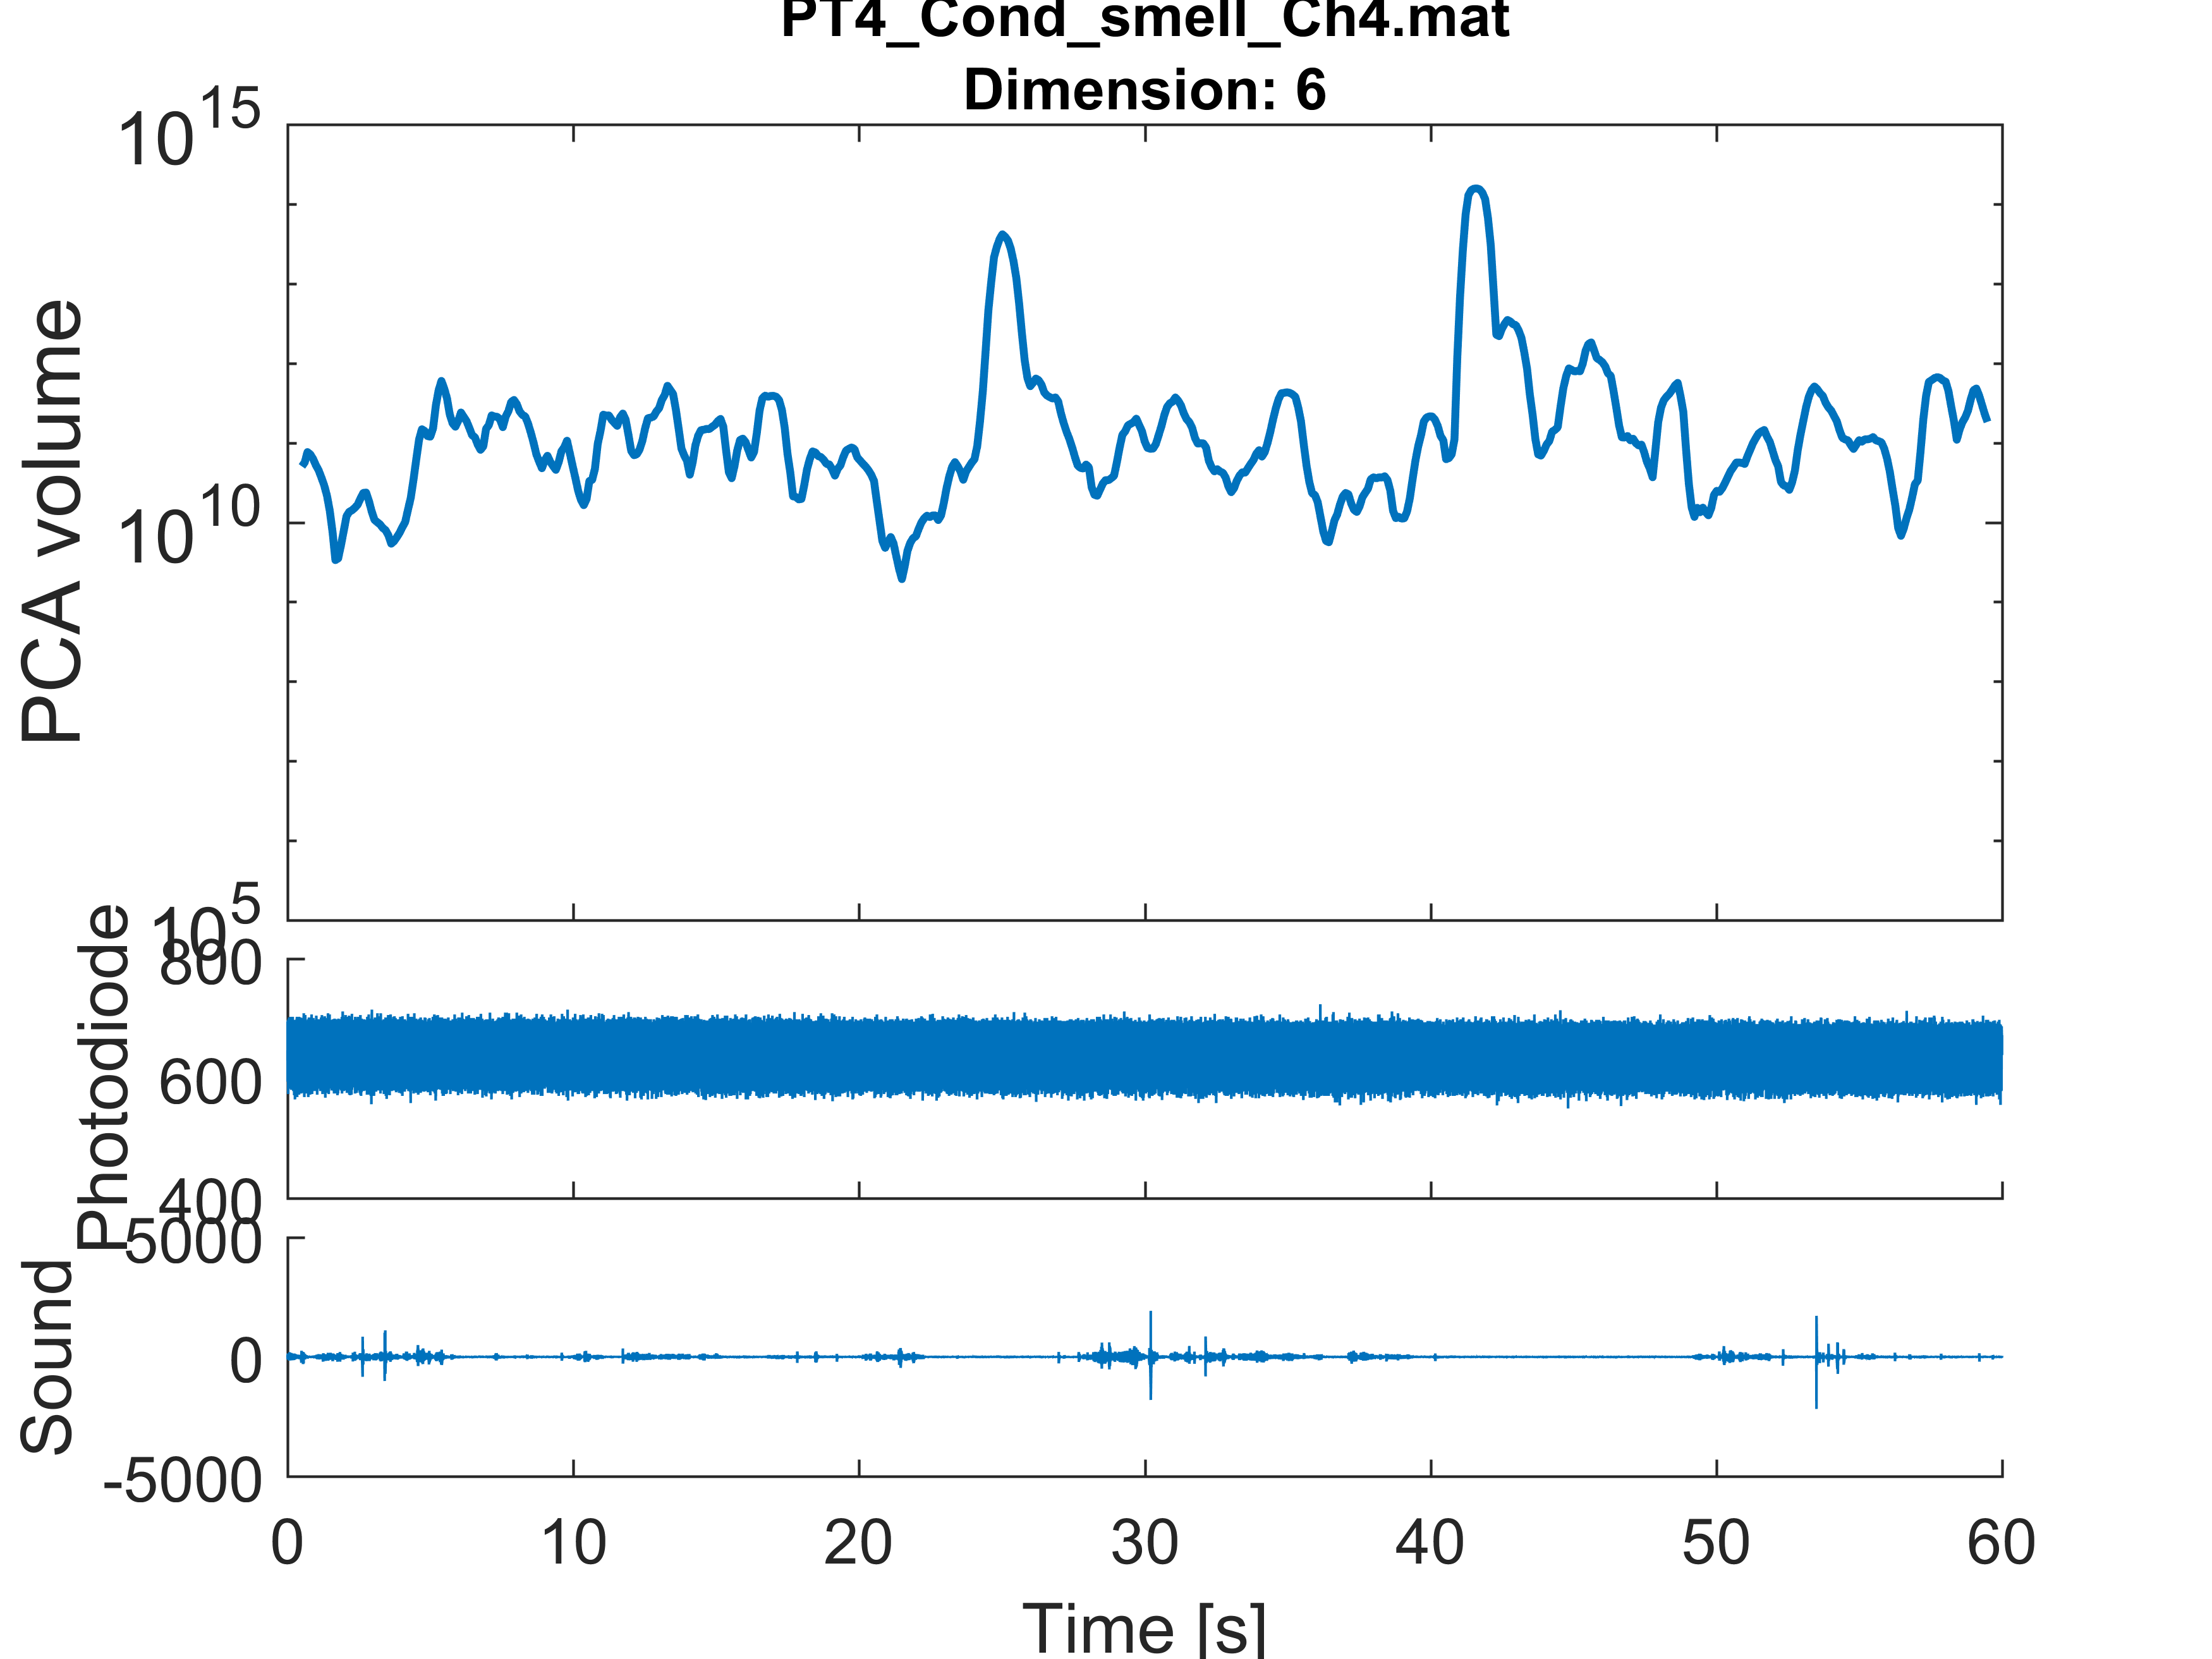 PT4_Cond_smell_Ch4.mat
Dimension: 6
PCA volume
10^15
10^10
10^5
Photodiode
800
600
400
Sound
5000
0
-5000
0 10 20 30 40 50 60
Time [s]